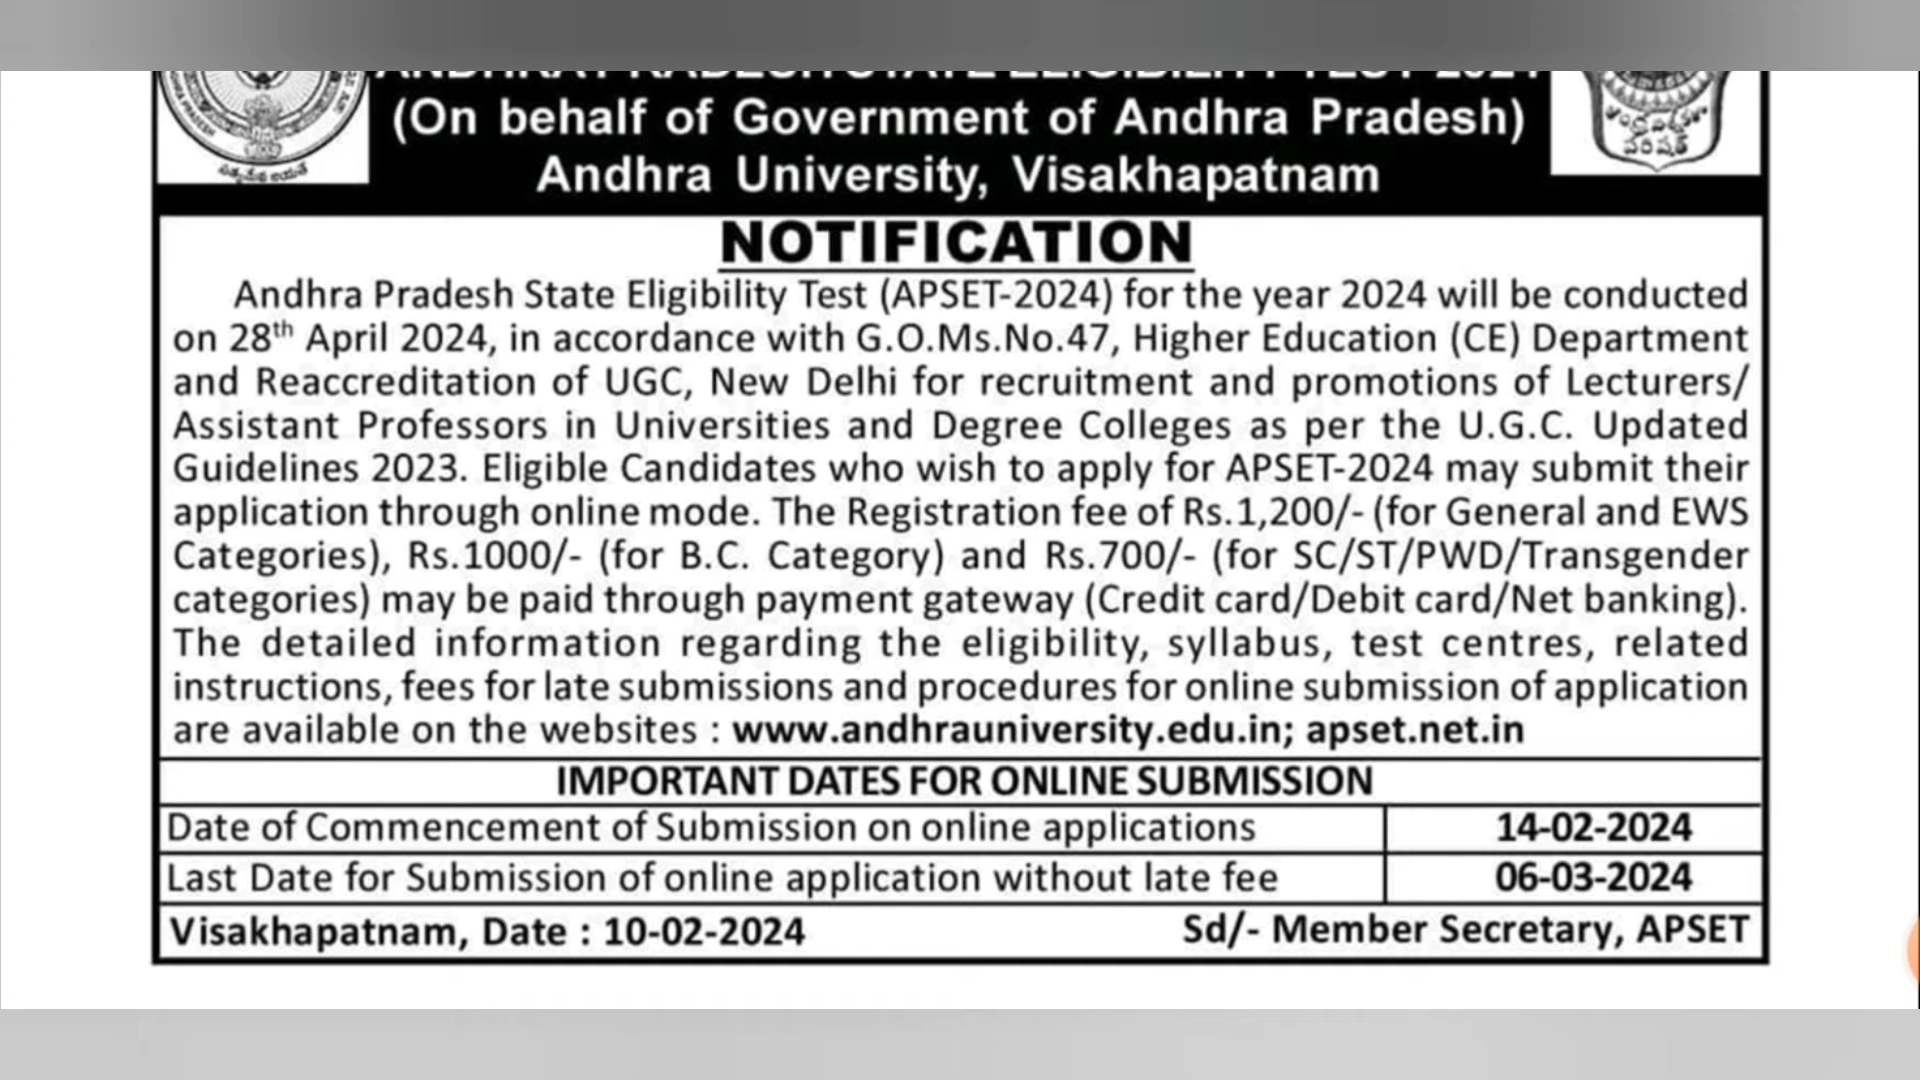 ANDHRA PRADESH STATE ELIGIBILITY TEST 2024
(On behalf of Government of Andhra Pradesh)
Andhra University, Visakhapatnam
NOTIFICATION
Andhra Pradesh State Eligibility Test (APSET-2024) for the year 2024 will be conducted
on 28th April 2024, in accordance with G.O.Ms.No.47, Higher Education (CE) Department
and Reaccreditation of UGC, New Delhi for recruitment and promotions of Lecturers/
Assistant Professors in Universities and Degree Colleges as per the U.G.C. Updated
Guidelines 2023. Eligible Candidates who wish to apply for APSET-2024 may submit their
application through online mode. The Registration fee of Rs.1,200/- (for General and EWS
Categories), Rs.1000/- (for B.C. Category) and Rs.700/- (for SC/ST/PWD/Transgender
categories) may be paid through payment gateway (Credit card/Debit card/Net banking).
The detailed information regarding the eligibility, syllabus, test centres, related
instructions, fees for late submissions and procedures for online submission of application
are available on the websites : www.andhrauniversity.edu.in; apset.net.in
IMPORTANT DATES FOR ONLINE SUBMISSION
Date of Commencement of Submission on online applications 14-02-2024
Last Date for Submission of online application without late fee 06-03-2024
Visakhapatnam, Date : 10-02-2024 Sd/- Member Secretary, APSET